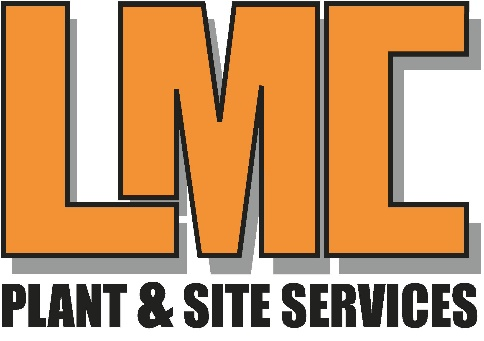 LMC
PLANT & SITE SERVICES